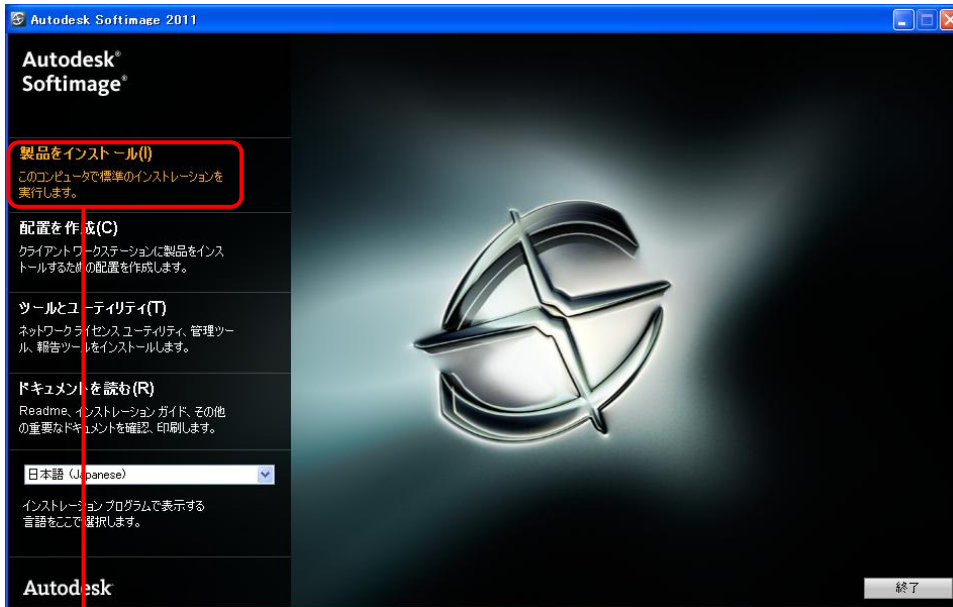 Autodesk Softimage 2011
Autodesk®
Softimage®
製品をインストール(I)
このコンピュータで標準のインストレーションを
実行します。
配置を作成(C)
クライアント ワークステーションに製品をインス
トールするための配置を作成します。
ツールとユーティリティ(T)
ネットワーク ライセンス ユーティリティ、管理ツー
ル、報告ツールをインストールします。
ドキュメントを読む(R)
Readme、インストレーション ガイド、その他
の重要なドキュメントを確認、印刷します。
日本語 (Japanese)
インストレーション プログラムで表示する
言語をここで選択します。
Autodesk
終了